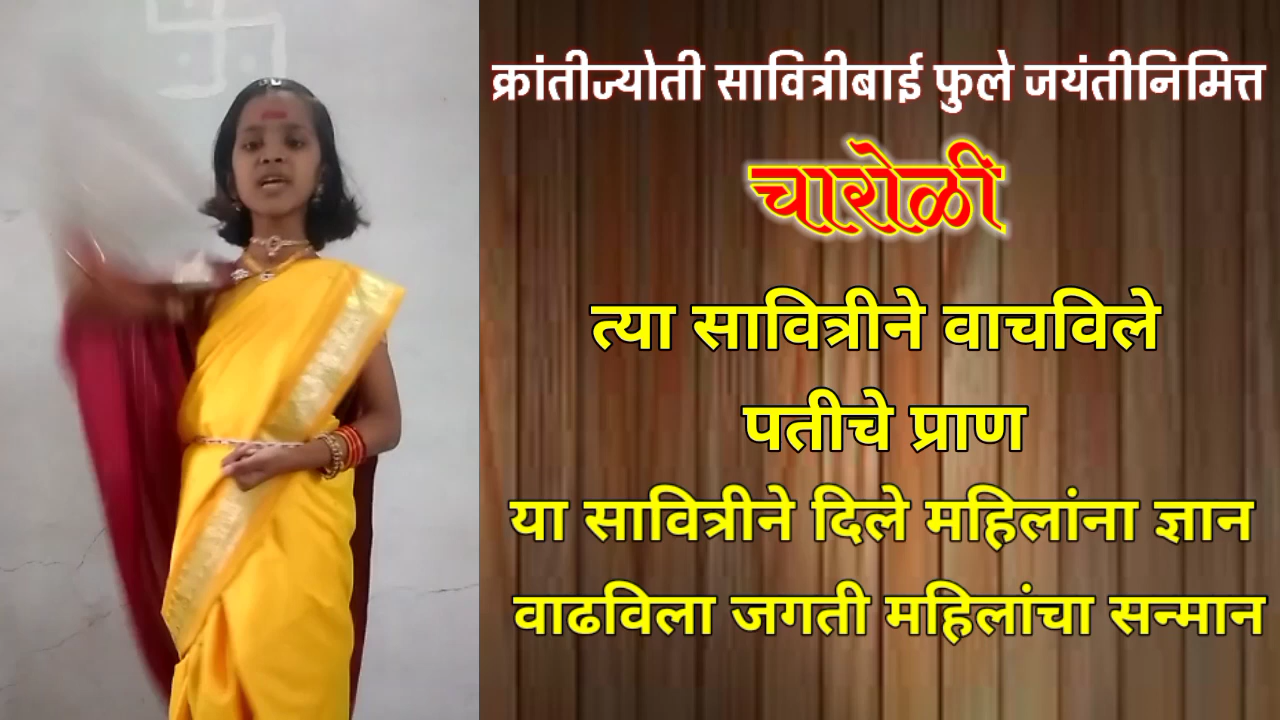 क्रांतीज्योती सावित्रीबाई फुले जयंतीनिमित्त
चारोळी
त्या सावित्रीने वाचविले
पतीचे प्राण
या सावित्रीने दिले महिलांना ज्ञान
वाढविला जगती महिलांचा सन्मान